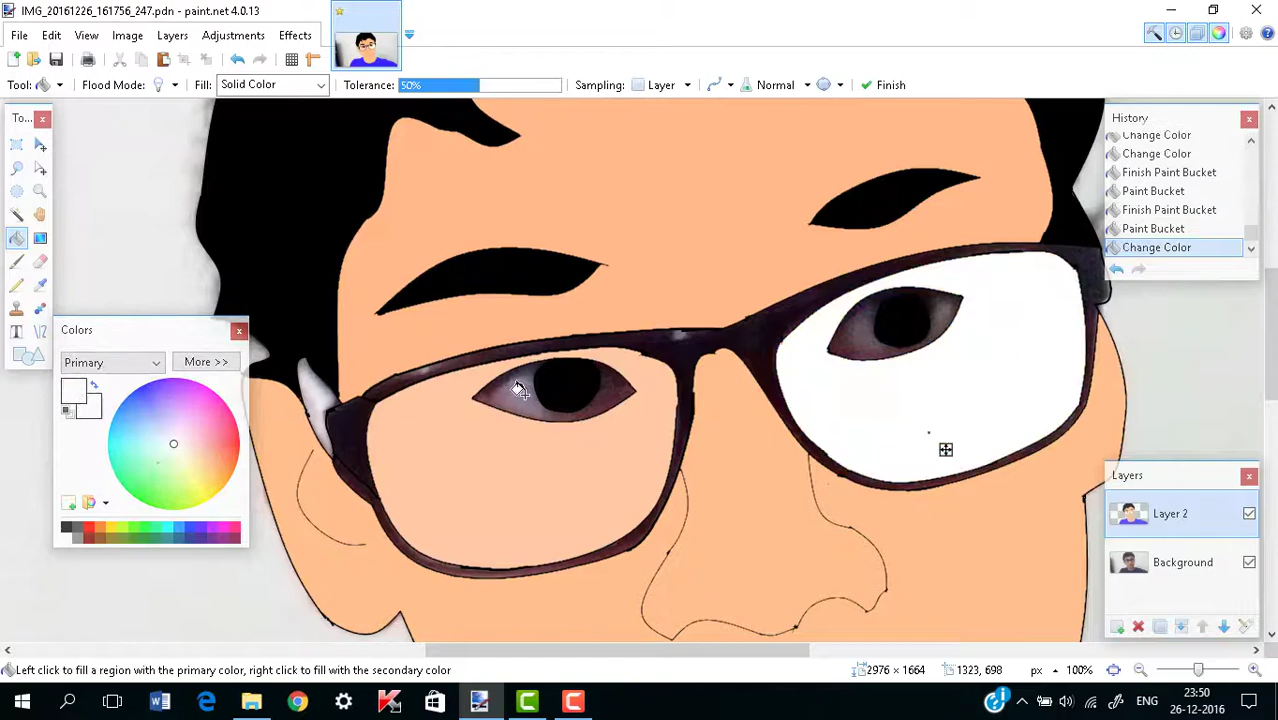 IMG_20161226_161756_247.pdn - paint.net 4.0.13
File Edit View Image Layers Adjustments Effects
Tool: Flood Mode: Fill: Solid Color Tolerance: 50% Sampling: Layer Normal Finish
To...
History
Change Color
Change Color
Finish Paint Bucket
Paint Bucket
Finish Paint Bucket
Paint Bucket
Change Color
Colors
Primary More >>
Layers
Layer 2
Background
Left click to fill a region with the primary color, right click to fill with the secondary color 2976 × 1664 1323, 698 px 100%
ENG 23:50
26-12-2016